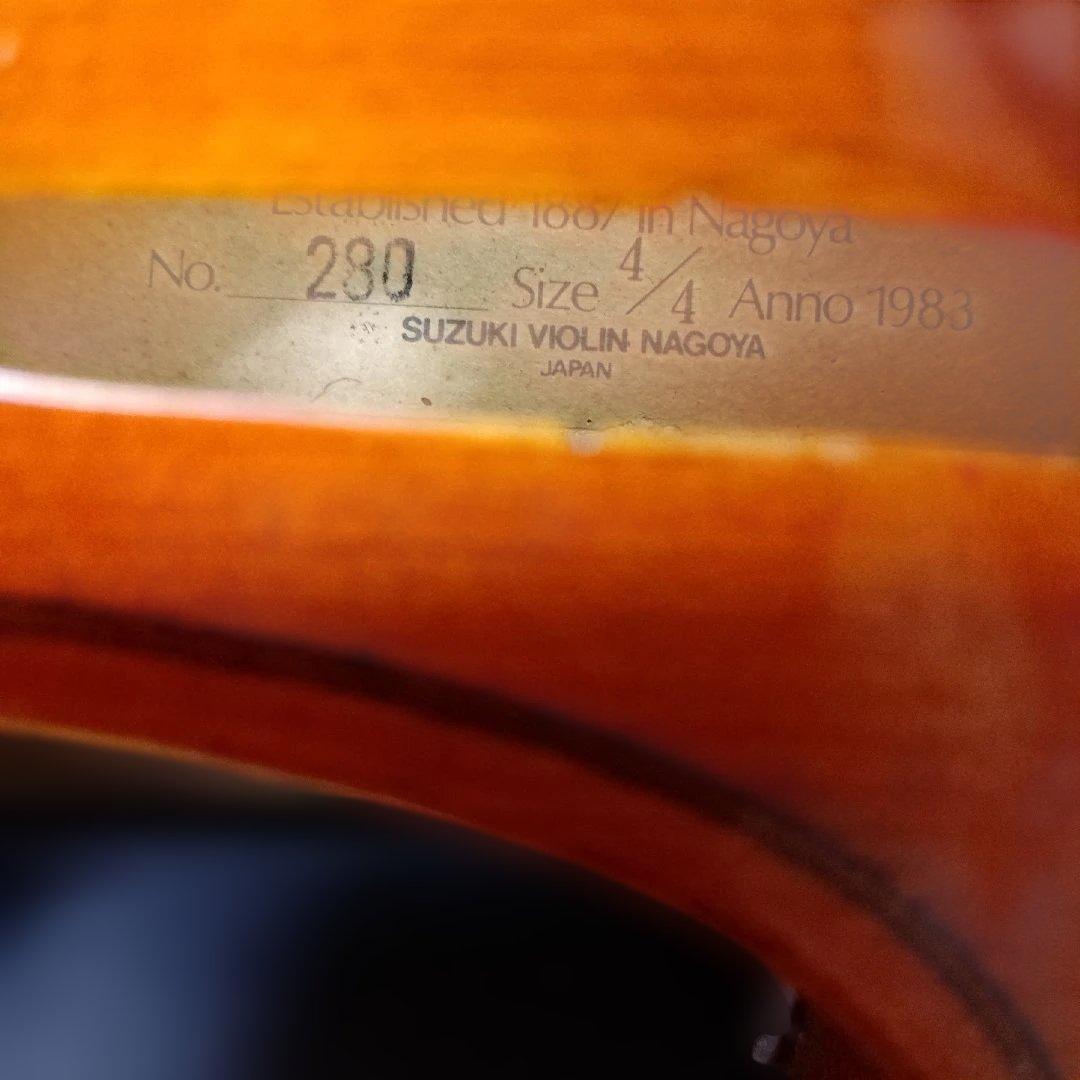 Established 1887 in Nagoya
No. 280 Size 4/4 Anno 1983
SUZUKI VIOLIN NAGOYA
JAPAN